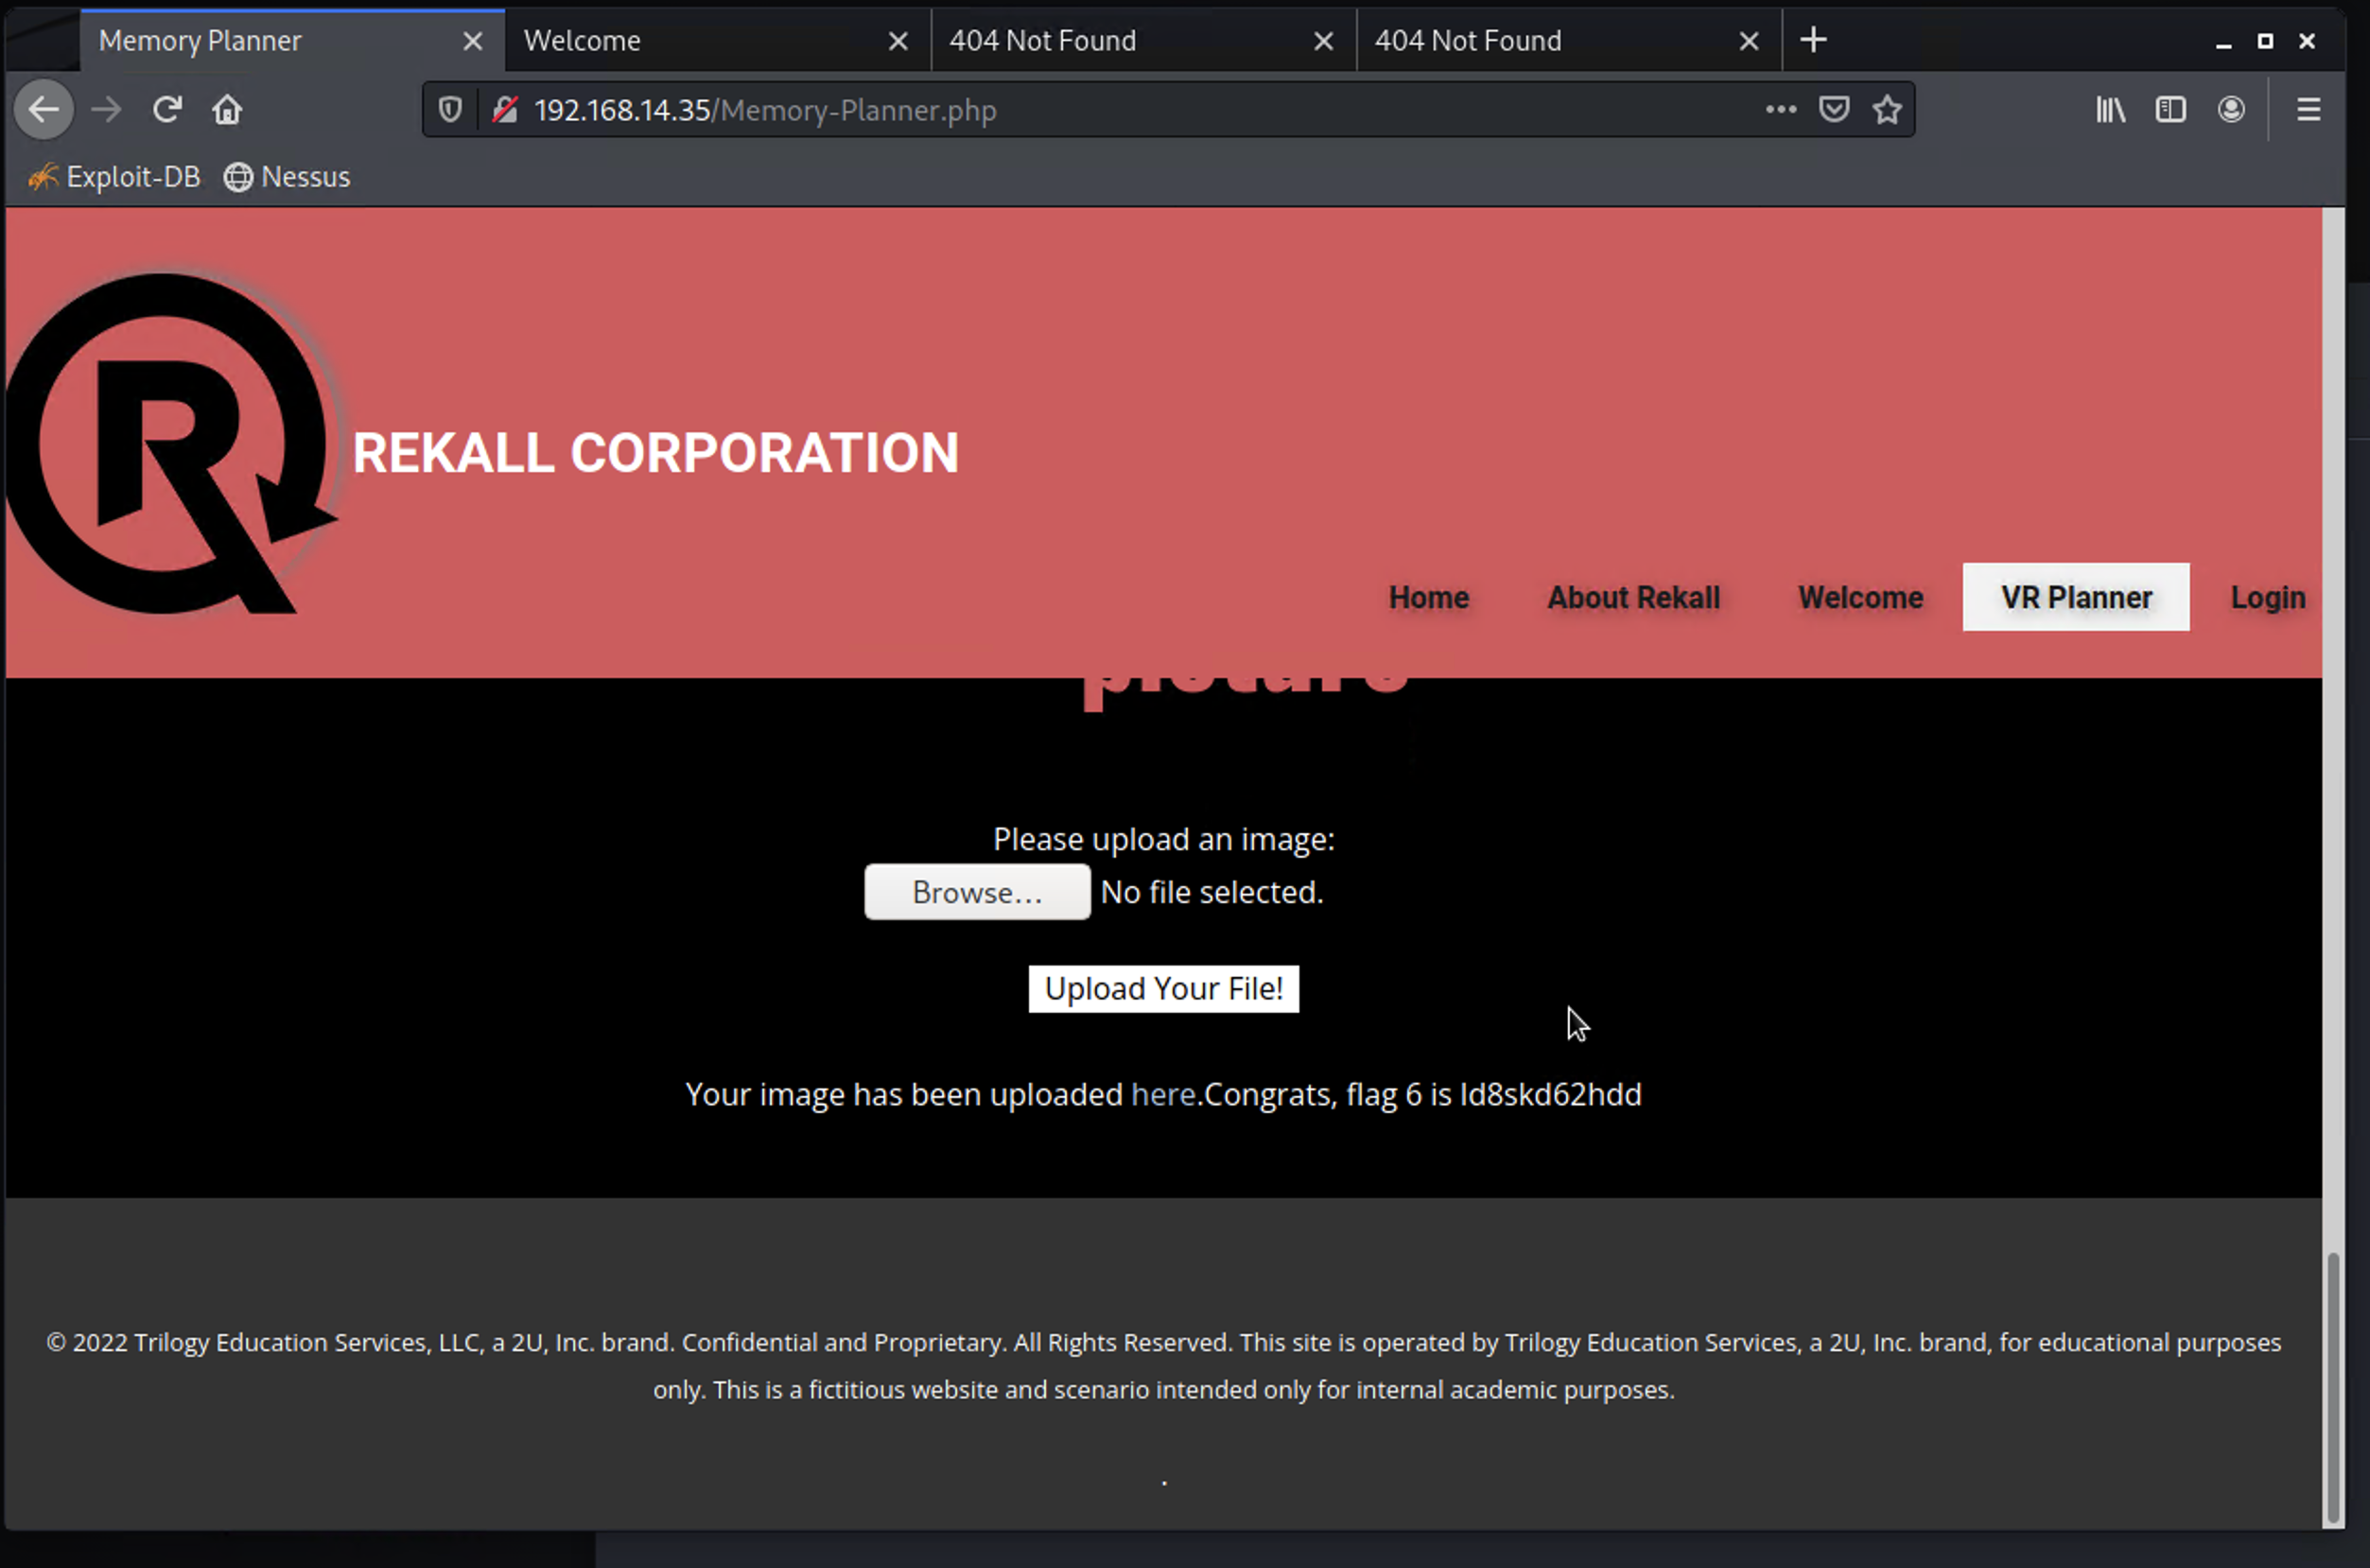 Memory Planner
Welcome
404 Not Found
404 Not Found
192.168.14.35/Memory-Planner.php
Exploit-DB
Nessus
R
REKALL CORPORATION
Home
About Rekall
Welcome
VR Planner
Login
picture
Please upload an image:
Browse...
No file selected.
Upload Your File!
Your image has been uploaded here.Congrats, flag 6 is ld8skd62hdd
© 2022 Trilogy Education Services, LLC, a 2U, Inc. brand. Confidential and Proprietary. All Rights Reserved. This site is operated by Trilogy Education Services, a 2U, Inc. brand, for educational purposes
only. This is a fictitious website and scenario intended only for internal academic purposes.
.